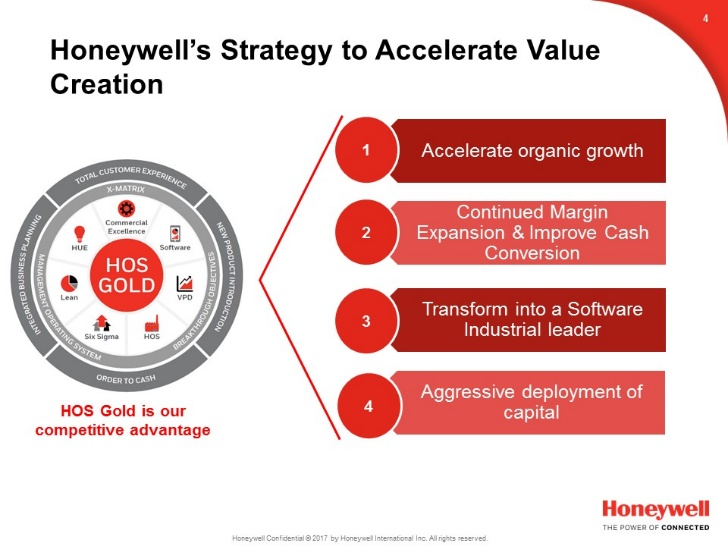 4
Honeywell’s Strategy to Accelerate Value
Creation
TOTAL CUSTOMER EXPERIENCE
NEW PRODUCT INTRODUCTION
ORDER TO CASH
INTEGRATED BUSINESS PLANNING
X-MATRIX
BREAKTHROUGH OBJECTIVES
MANAGEMENT OPERATING SYSTEM
Commercial
Excellence
HUE
Software
HOS
GOLD
Lean
VPD
Six Sigma
HOS
HOS Gold is our
competitive advantage
1
Accelerate organic growth
2
Continued Margin
Expansion & Improve Cash
Conversion
3
Transform into a Software
Industrial leader
4
Aggressive deployment of
capital
Honeywell
THE POWER OF CONNECTED
Honeywell Confidential © 2017 by Honeywell International Inc. All rights reserved.